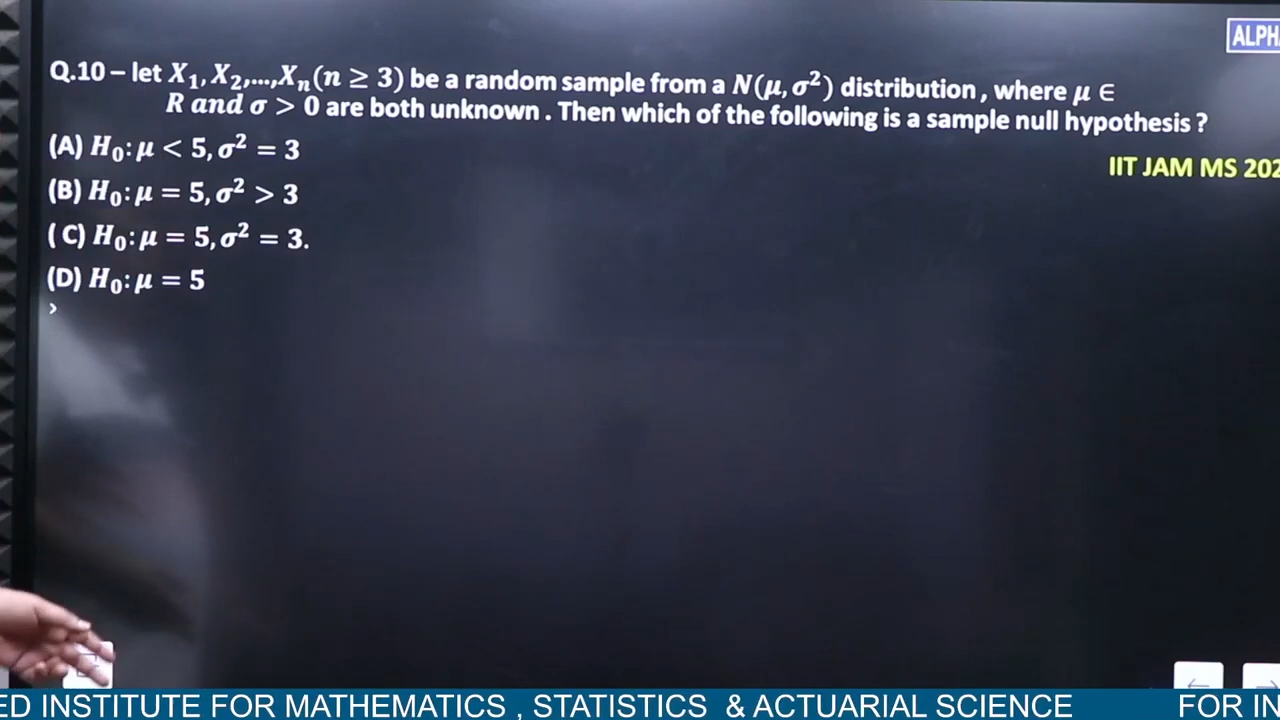 ALPH
Q.10 – let X₁, X₂,...,Xₙ(n ≥ 3) be a random sample from a N(μ, σ²) distribution , where μ ∈
R and σ > 0 are both unknown . Then which of the following is a sample null hypothesis ?
(A) H₀: μ < 5, σ² = 3
IIT JAM MS 202
(B) H₀: μ = 5, σ² > 3
( C) H₀: μ = 5, σ² = 3.
(D) H₀: μ = 5
›
ED INSTITUTE FOR MATHEMATICS , STATISTICS & ACTUARIAL SCIENCE FOR IN